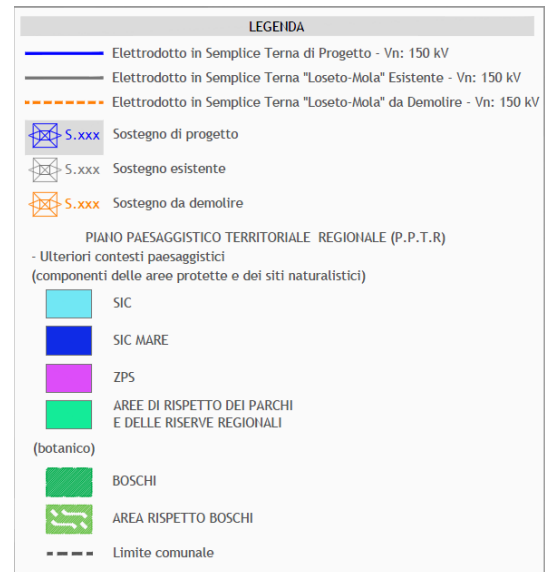 LEGENDA
Elettrodotto in Semplice Terna di Progetto - Vn: 150 kV
Elettrodotto in Semplice Terna "Loseto-Mola" Esistente - Vn: 150 kV
Elettrodotto in Semplice Terna "Loseto-Mola" da Demolire - Vn: 150 kV
S.xxx Sostegno di progetto
S.xxx Sostegno esistente
S.xxx Sostegno da demolire
PIANO PAESAGGISTICO TERRITORIALE REGIONALE (P.P.T.R)
- Ulteriori contesti paesaggistici
(componenti delle aree protette e dei siti naturalistici)
SIC
SIC MARE
ZPS
AREE DI RISPETTO DEI PARCHI
E DELLE RISERVE REGIONALI
(botanico)
BOSCHI
AREA RISPETTO BOSCHI
Limite comunale